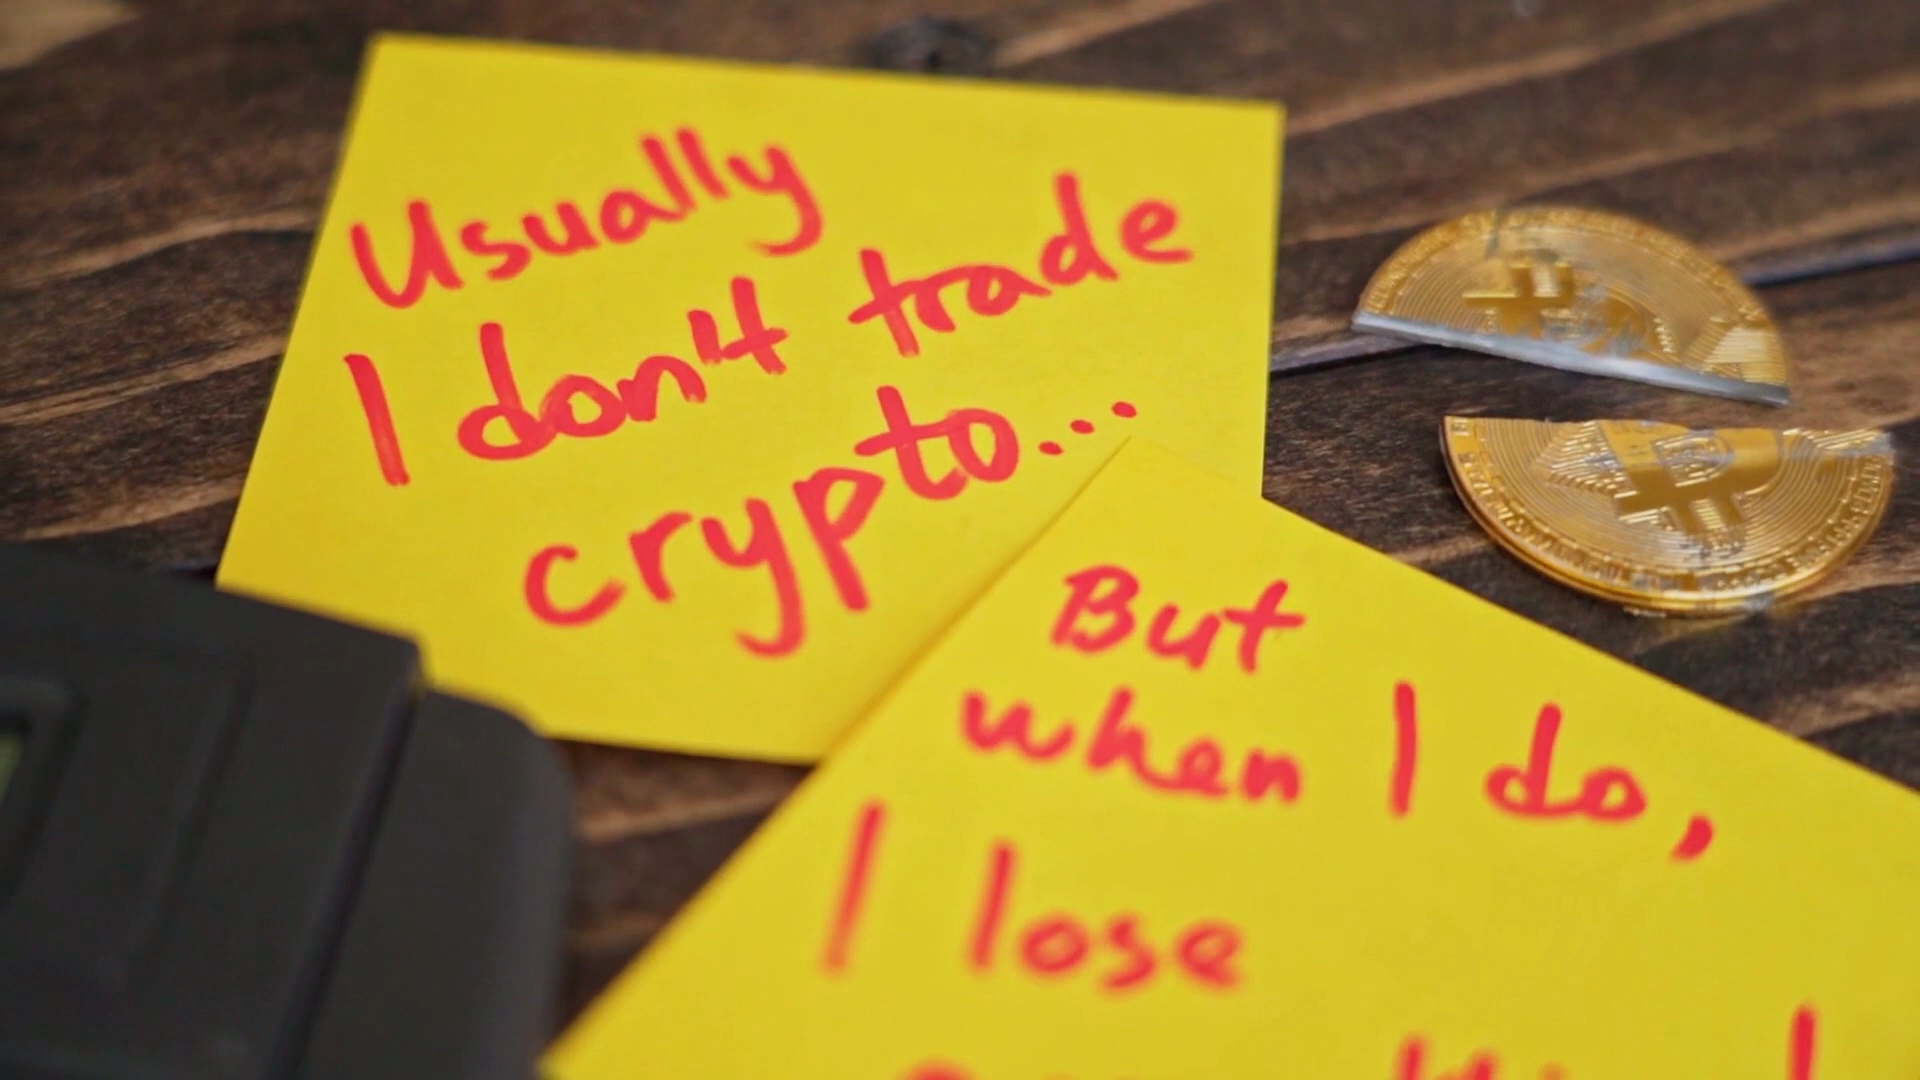 Usually
I don't trade
crypto...
But
when I do,
I lose